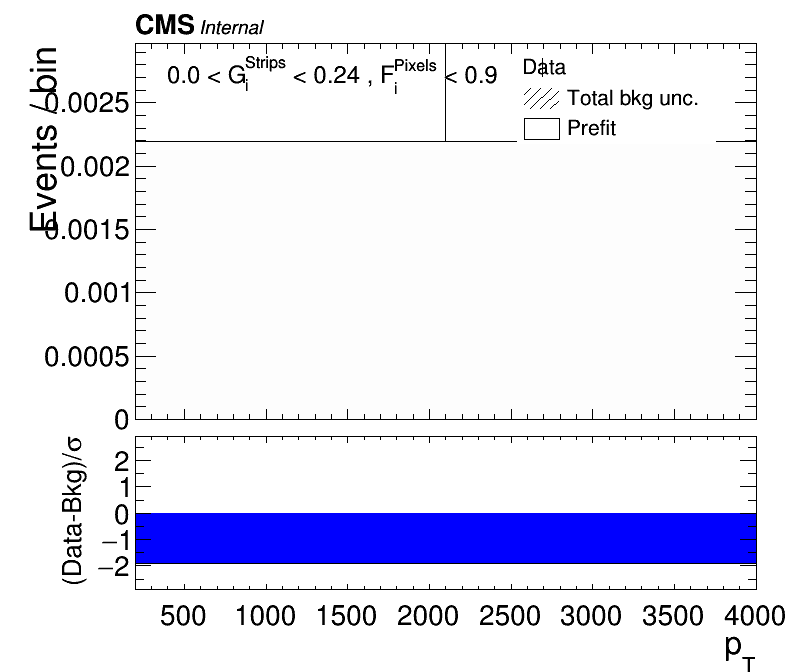 CMS Internal
0.0 < G_i^Strips < 0.24 , F_i^Pixels < 0.9
Data
Total bkg unc.
Prefit
Events / bin
0.0025
0.002
0.0015
0.001
0.0005
0
(Data-Bkg)/σ
2
1
0
−1
−2
500 1000 1500 2000 2500 3000 3500 4000
p_T